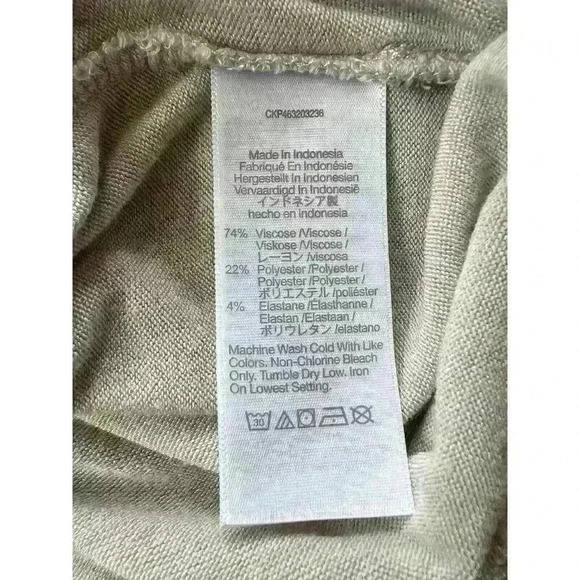 CKP463203236
Made In Indonesia
Fabriqué En Indonésie
Hergestellt In Indonesien
Vervaardigd In Indonesië
インドネシア製
hecho en indonesia
74% Viscose /Viscose /
Viskose /Viscose /
レーヨン /viscosa
22% Polyester /Polyester /
Polyester /Polyester /
ポリエステル /poliéster
4% Elastane /Elasthanne /
Elastan /Elastaan /
ポリウレタン /elastano
Machine Wash Cold With Like
Colors. Non-Chlorine Bleach
Only. Tumble Dry Low. Iron
On Lowest Setting.
30